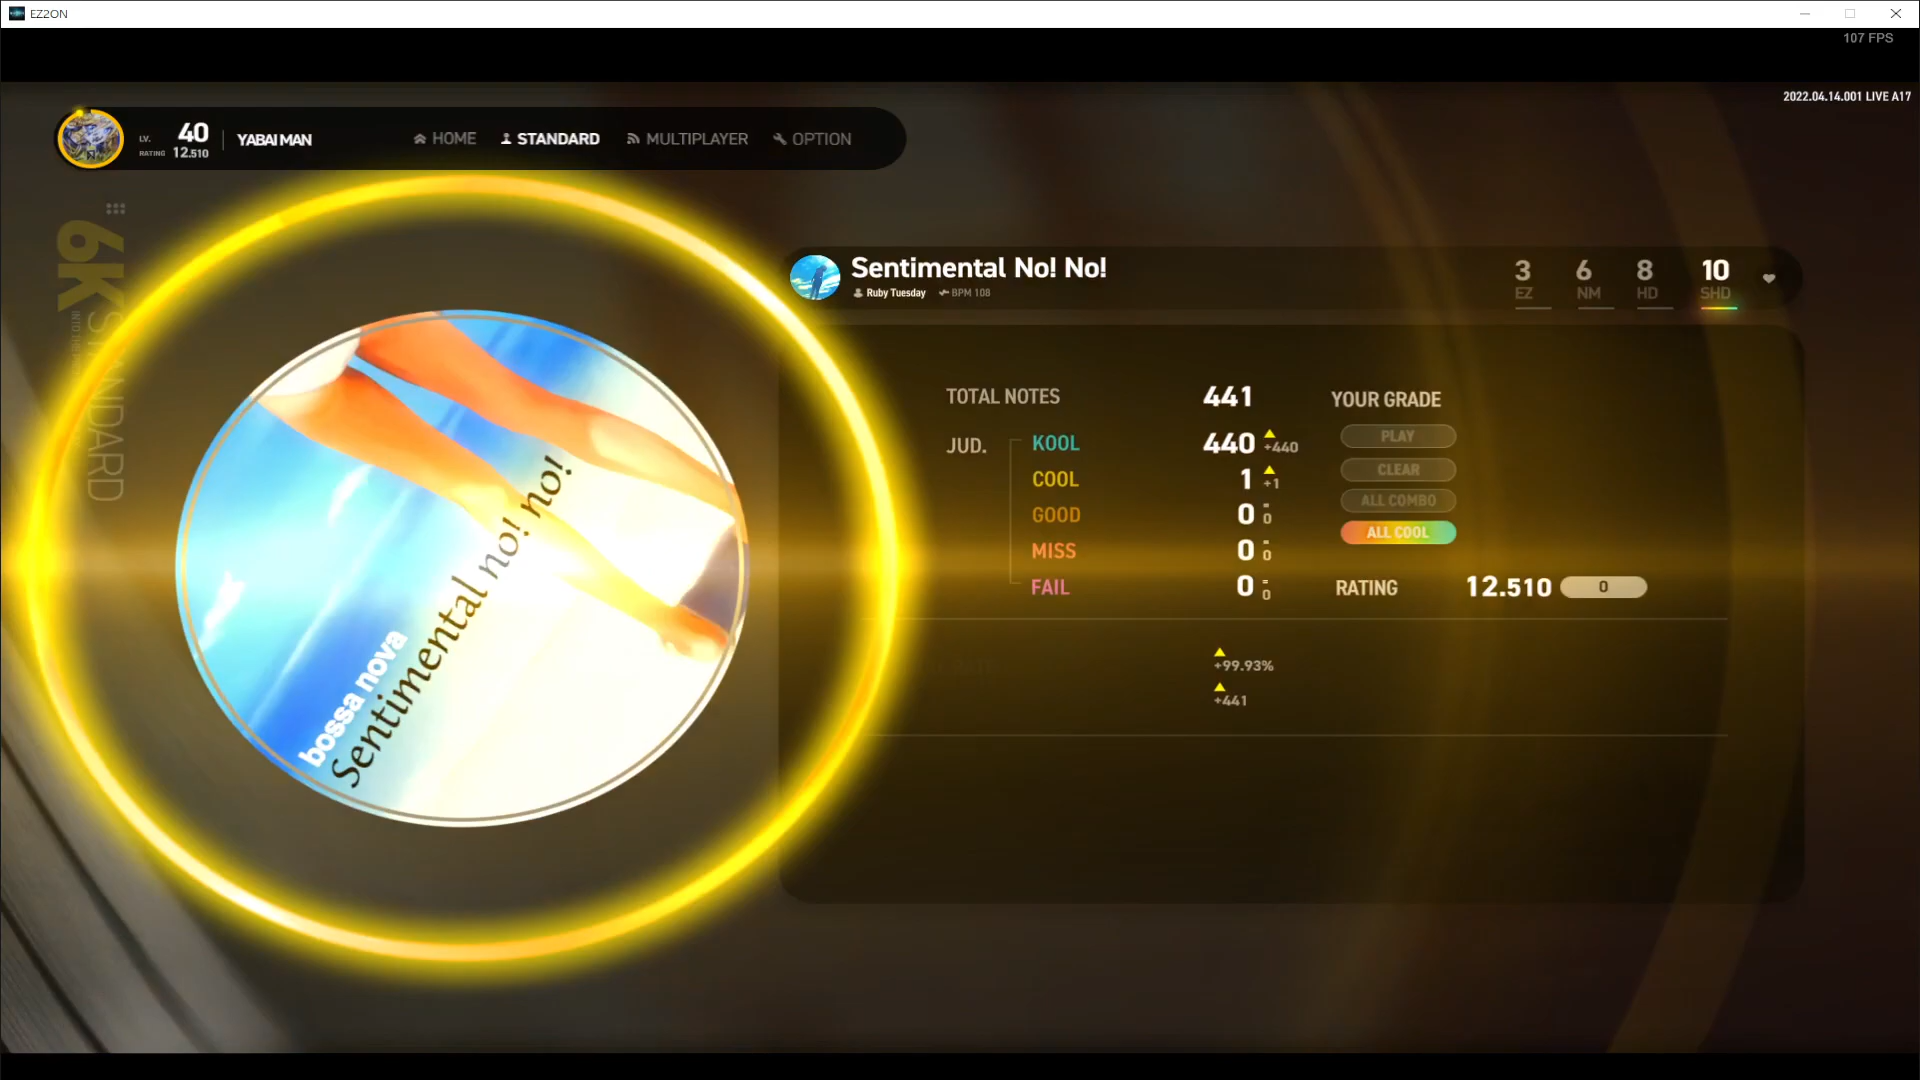 EZ2ON
107 FPS
2022.04.14.001 LIVE A17
LV. 40
RATING 12.510
YABAI MAN
HOME
STANDARD
MULTIPLAYER
OPTION
6K STANDARD
Sentimental No! No!
Ruby Tuesday
BPM 108
3 EZ
6 NM
8 HD
10 SHD
bossa nova
Sentimental no! no!
TOTAL NOTES 441
JUD.
KOOL 440 +440
COOL 1 +1
GOOD 0 0
MISS 0 0
FAIL 0 0
YOUR GRADE
PLAY
CLEAR
ALL COMBO
ALL COOL
RATING 12.510 0
+99.93%
+441